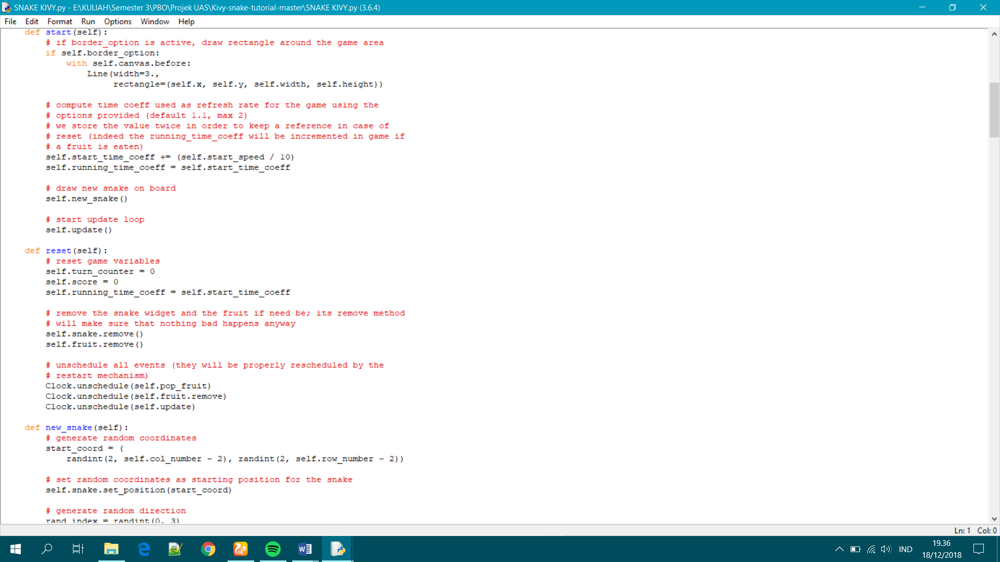 SNAKE KIVY.py - E:\KULIAH\Semester 3\PBO\Projek UAS\Kivy-snake-tutorial-master\SNAKE KIVY.py (3.6.4)
File Edit Format Run Options Window Help
    def start(self):
        # if border_option is active, draw rectangle around the game area
        if self.border_option:
            with self.canvas.before:
                Line(width=3.,
                     rectangle=(self.x, self.y, self.width, self.height))

        # compute time coeff used as refresh rate for the game using the
        # options provided (default 1.1, max 2)
        # we store the value twice in order to keep a reference in case of
        # reset (indeed the running_time_coeff will be incremented in game if
        # a fruit is eaten)
        self.start_time_coeff += (self.start_speed / 10)
        self.running_time_coeff = self.start_time_coeff

        # draw new snake on board
        self.new_snake()

        # start update loop
        self.update()

    def reset(self):
        # reset game variables
        self.turn_counter = 0
        self.score = 0
        self.running_time_coeff = self.start_time_coeff

        # remove the snake widget and the fruit if need be; its remove method
        # will make sure that nothing bad happens anyway
        self.snake.remove()
        self.fruit.remove()

        # unschedule all events (they will be properly rescheduled by the
        # restart mechanism)
        Clock.unschedule(self.pop_fruit)
        Clock.unschedule(self.fruit.remove)
        Clock.unschedule(self.update)

    def new_snake(self):
        # generate random coordinates
        start_coord = (
            randint(2, self.col_number - 2), randint(2, self.row_number - 2))

        # set random coordinates as starting position for the snake
        self.snake.set_position(start_coord)

        # generate random direction
        rand_index = randint(0, 3)
Ln: 1 Col: 0
IND
19.36
18/12/2018